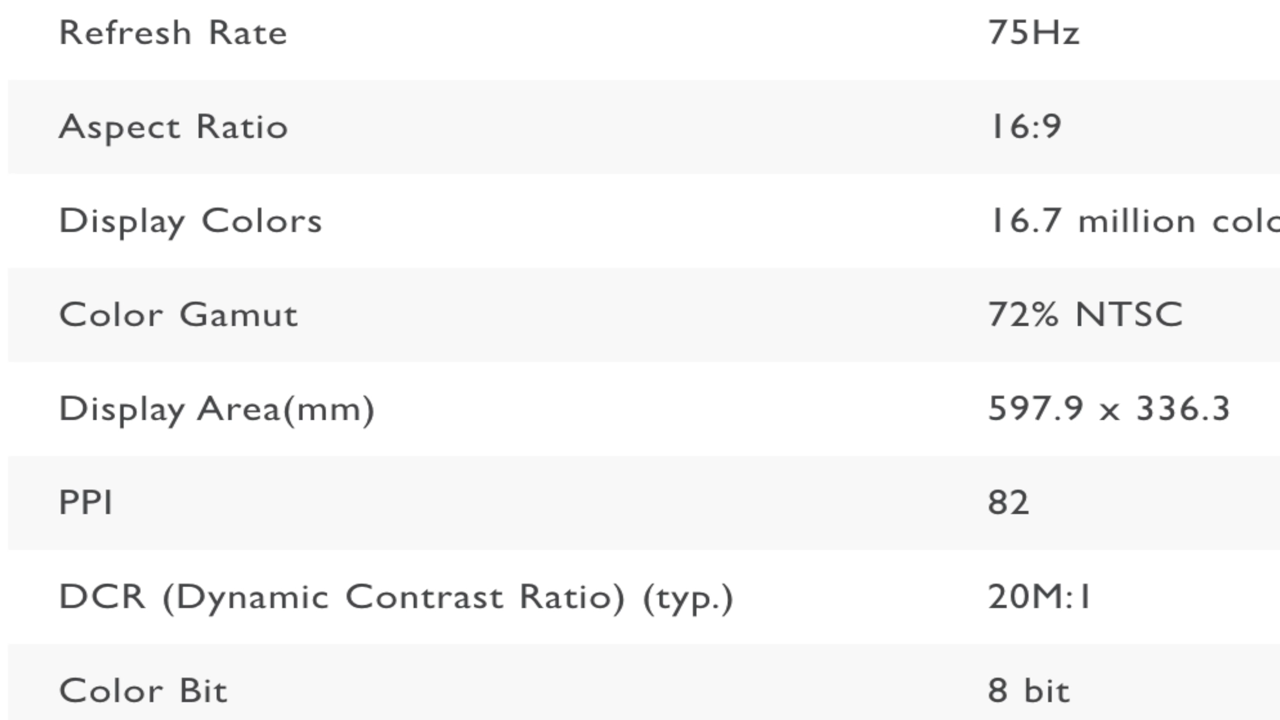 Refresh Rate 75Hz
Aspect Ratio 16:9
Display Colors 16.7 million
Color Gamut 72% NTSC
Display Area(mm) 597.9 x 336.3
PPI 82
DCR (Dynamic Contrast Ratio) (typ.) 20M:1
Color Bit 8 bit